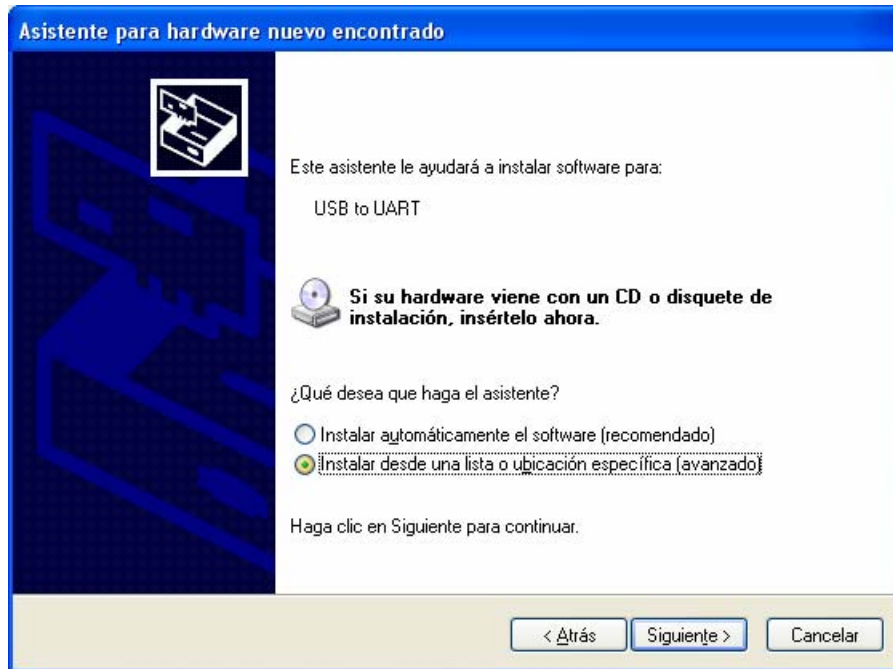 Asistente para hardware nuevo encontrado
Este asistente le ayudará a instalar software para:
USB to UART
Si su hardware viene con un CD o disquete de
instalación, insértelo ahora.
¿Qué desea que haga el asistente?
Instalar automáticamente el software (recomendado)
Instalar desde una lista o ubicación específica (avanzado)
Haga clic en Siguiente para continuar.
< Atrás
Siguiente >
Cancelar